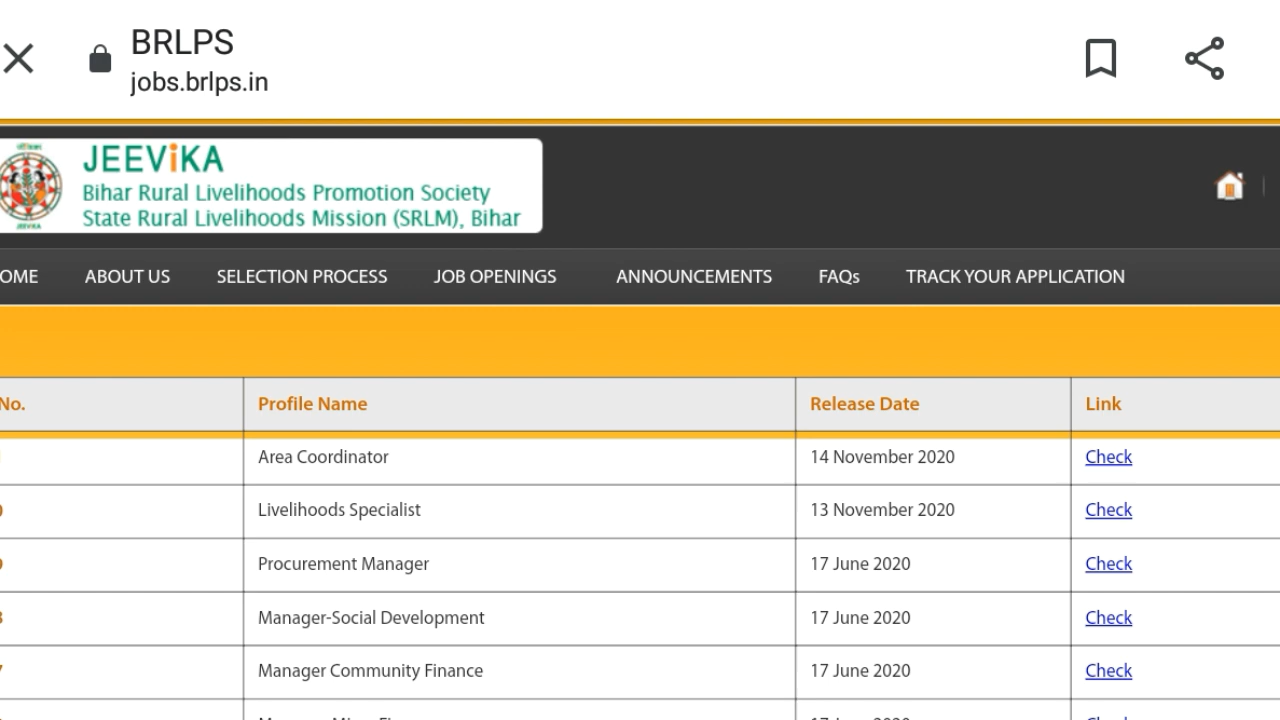 BRLPS
jobs.brlps.in
JEEViKA
Bihar Rural Livelihoods Promotion Society
State Rural Livelihoods Mission (SRLM), Bihar
OME ABOUT US SELECTION PROCESS JOB OPENINGS ANNOUNCEMENTS FAQs TRACK YOUR APPLICATION
No. Profile Name Release Date Link
Area Coordinator 14 November 2020 Check
Livelihoods Specialist 13 November 2020 Check
Procurement Manager 17 June 2020 Check
Manager-Social Development 17 June 2020 Check
Manager Community Finance 17 June 2020 Check